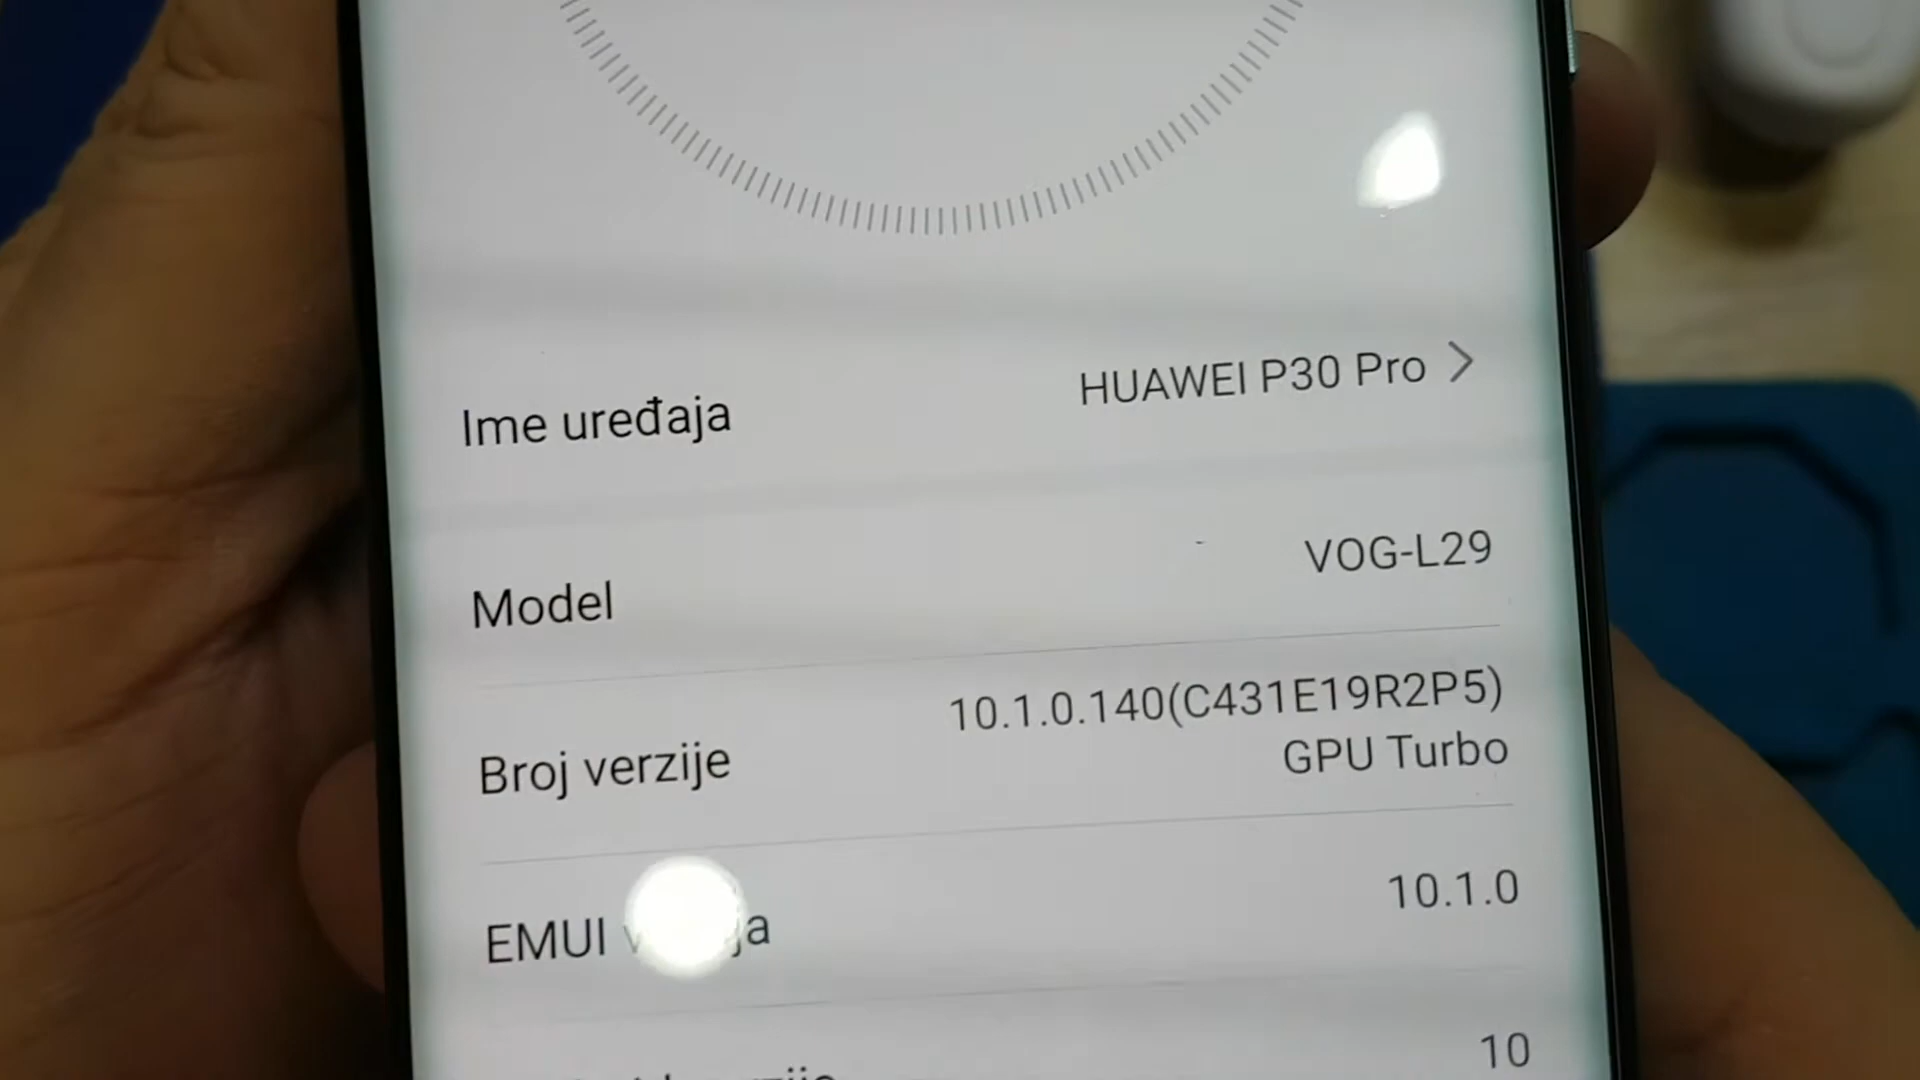 Ime uređaja HUAWEI P30 Pro
Model VOG-L29
Broj verzije 10.1.0.140(C431E19R2P5)
GPU Turbo
EMUI 10.1.0
10